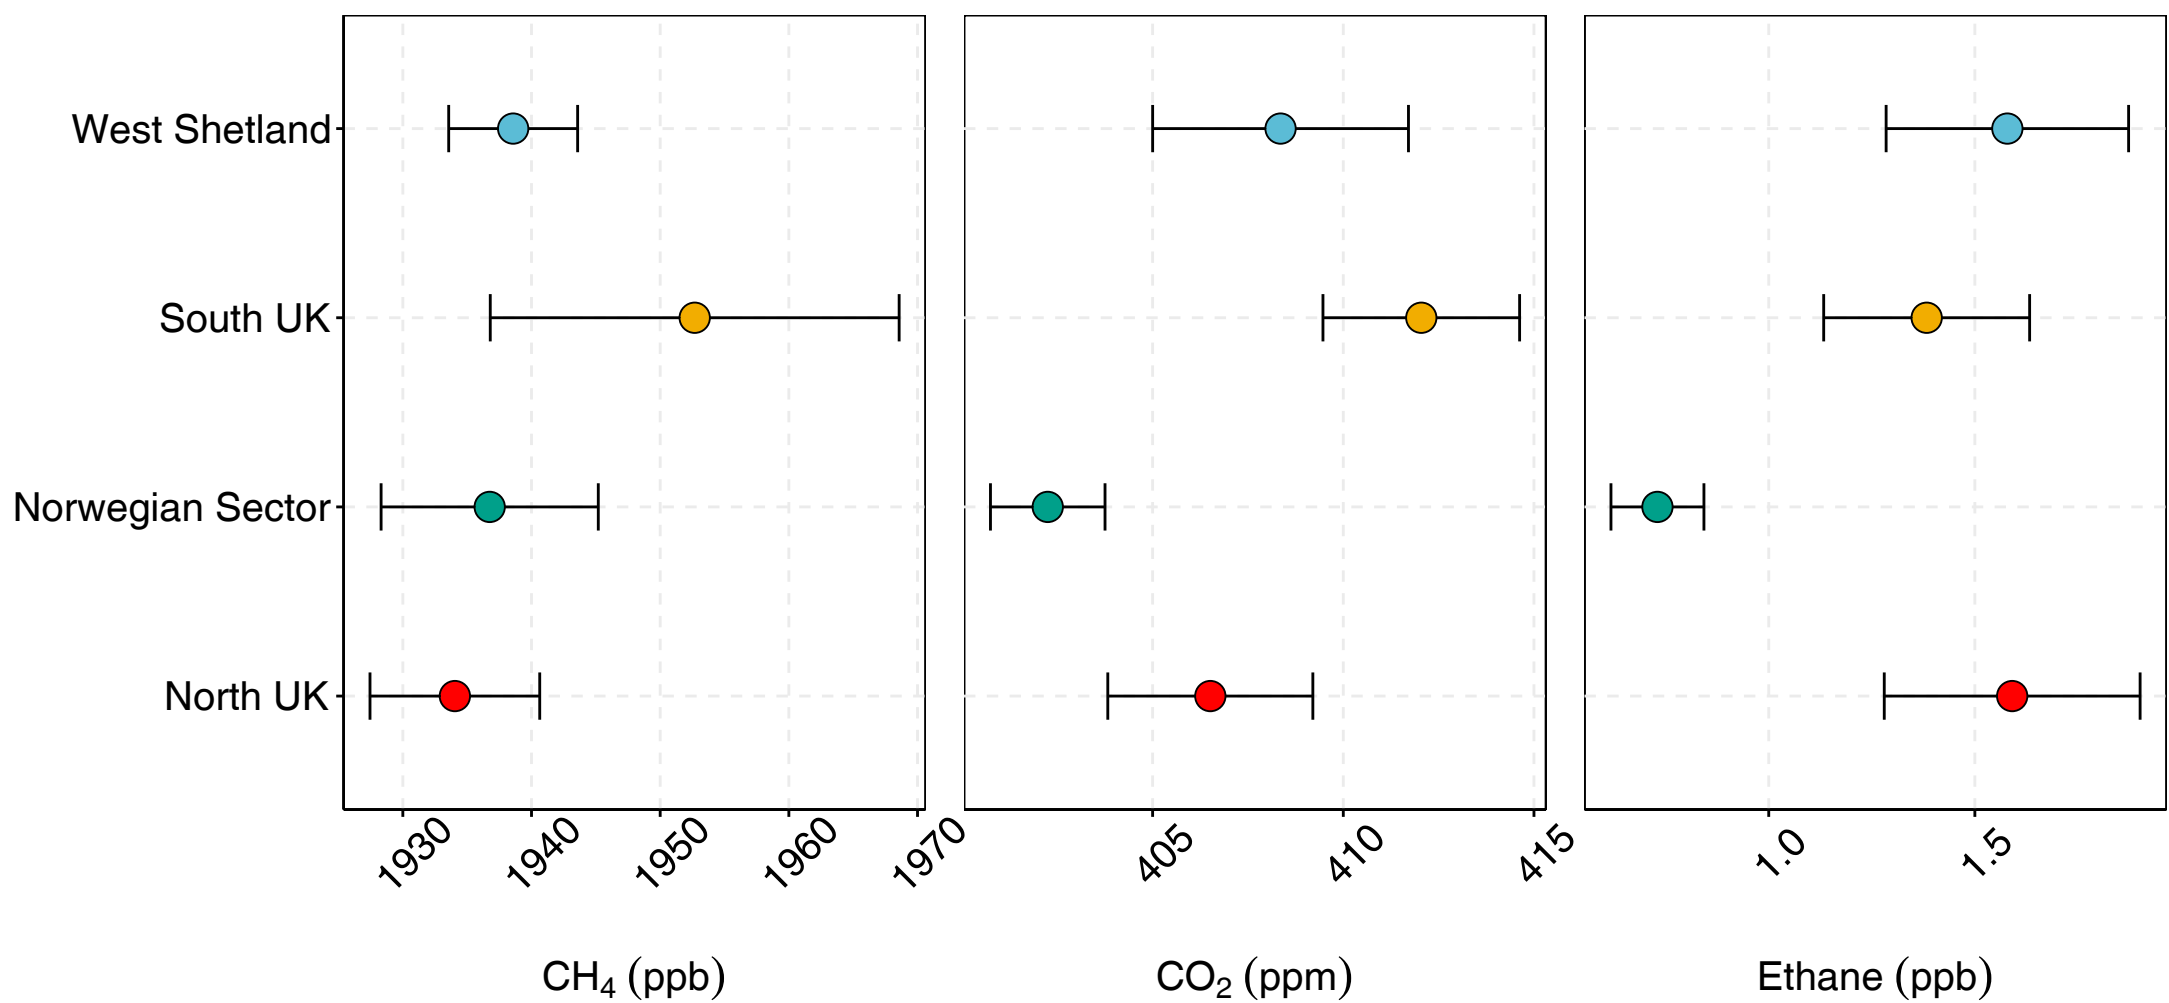 West Shetland
South UK
Norwegian Sector
North UK
1930 1940 1950 1960 1970 405 410 415 1.0 1.5
CH₄ (ppb) CO₂ (ppm) Ethane (ppb)